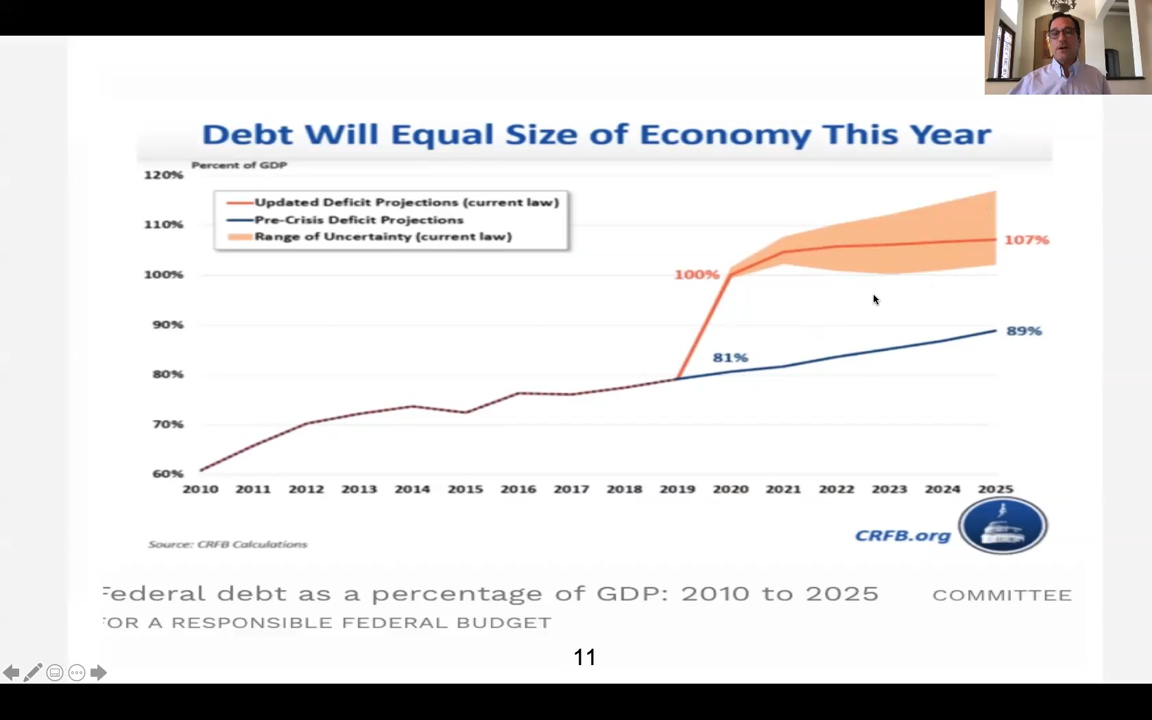 Debt Will Equal Size of Economy This Year
Percent of GDP
120%
110%
100%
90%
80%
70%
60%
Updated Deficit Projections (current law)
Pre-Crisis Deficit Projections
Range of Uncertainty (current law)
100%
107%
81%
89%
2010 2011 2012 2013 2014 2015 2016 2017 2018 2019 2020 2021 2022 2023 2024 2025
Source: CRFB Calculations
CRFB.org
Federal debt as a percentage of GDP: 2010 to 2025 COMMITTEE
FOR A RESPONSIBLE FEDERAL BUDGET
11